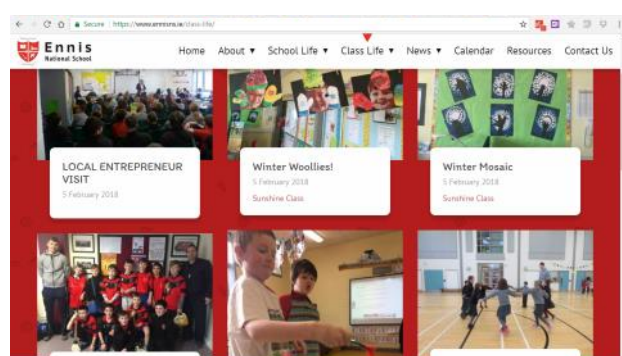 Secure https://www.ennisns.ie/class-life/
Ennis
National School
Home About ▼ School Life ▼ Class Life ▼ News ▼ Calendar Resources Contact Us
LOCAL ENTREPRENEUR
VISIT
5 February 2018
Winter Woollies!
5 February 2018
Sunshine Class
Winter Mosaic
5 February 2018
Sunshine Class